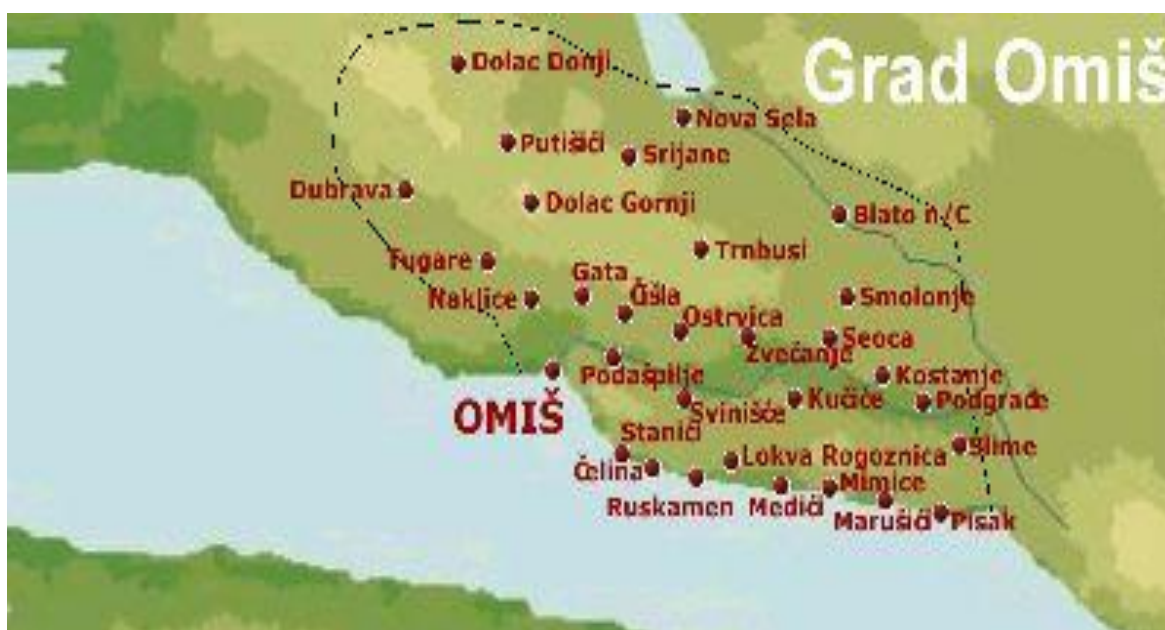 Grad Omiš
Dolac Donji
Nova Sela
Putišići
Srijane
Dubrava
Dolac Gornji
Blato n/C
Trnbusi
Tugare
Gata
Naklice
Čišla
Smolonje
Ostrvica
Zvečanje
Seoca
Podašpilje
Kostanje
OMIŠ
Svinišće
Kučiće
Podgrađe
Stanići
Lokva Rogoznica
Slime
Čelina
Mimice
Ruskamen
Medići
Marušići
Pisak